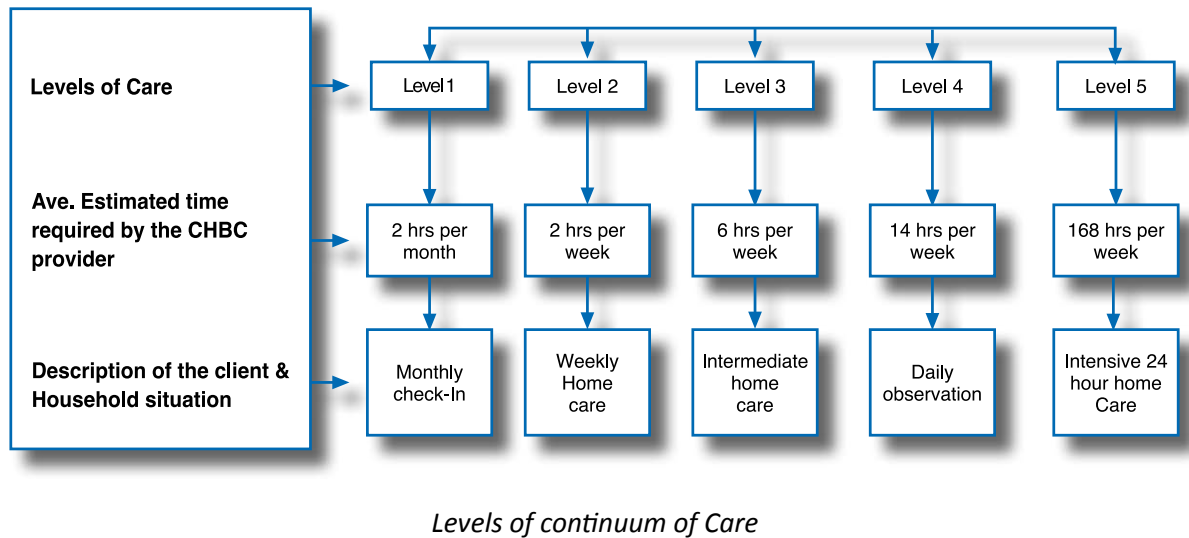 Levels of Care
Level 1
Level 2
Level 3
Level 4
Level 5
Ave. Estimated time
required by the CHBC
provider
2 hrs per
month
2 hrs per
week
6 hrs per
week
14 hrs per
week
168 hrs per
week
Description of the client &
Household situation
Monthly
check-In
Weekly
Home
care
Intermediate
home
care
Daily
observation
Intensive 24
hour home
Care
Levels of continuum of Care